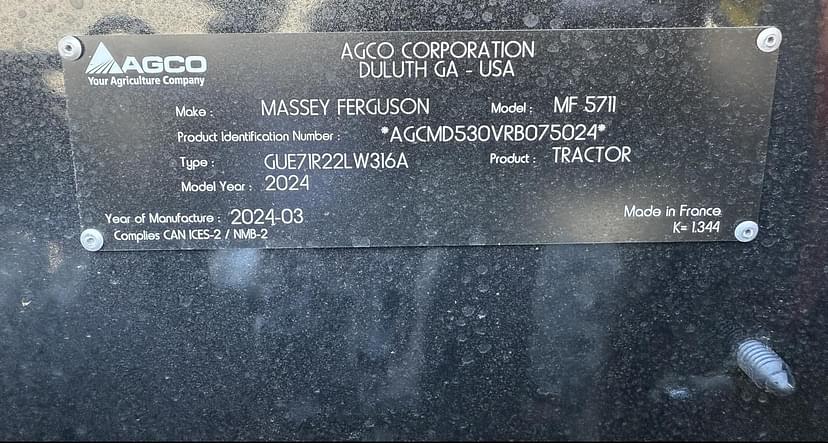 AGCO
Your Agriculture Company
AGCO CORPORATION
DULUTH GA - USA
Make : MASSEY FERGUSON Model : MF 5711
Product Identification Number : *AGCMD530VRB075024*
Type : GUE71R22LW316A Product : TRACTOR
Model Year : 2024
Year of Manufacture : 2024-03 Made in France
Complies CAN ICES-2 / NMB-2 K= 1.344